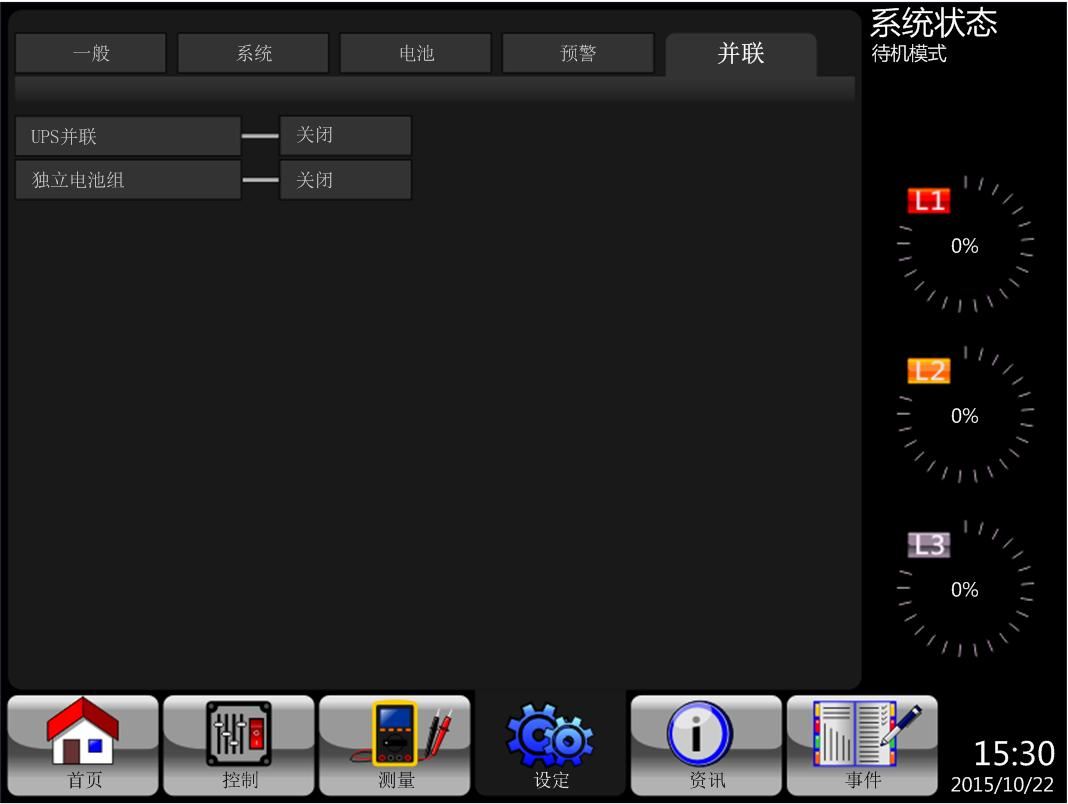 一般 系统 电池 预警 并联
系统状态
待机模式
UPS并联 关闭
独立电池组 关闭
L1
0%
L2
0%
L3
0%
首页 控制 测量 设定 资讯 事件
15:30
2015/10/22